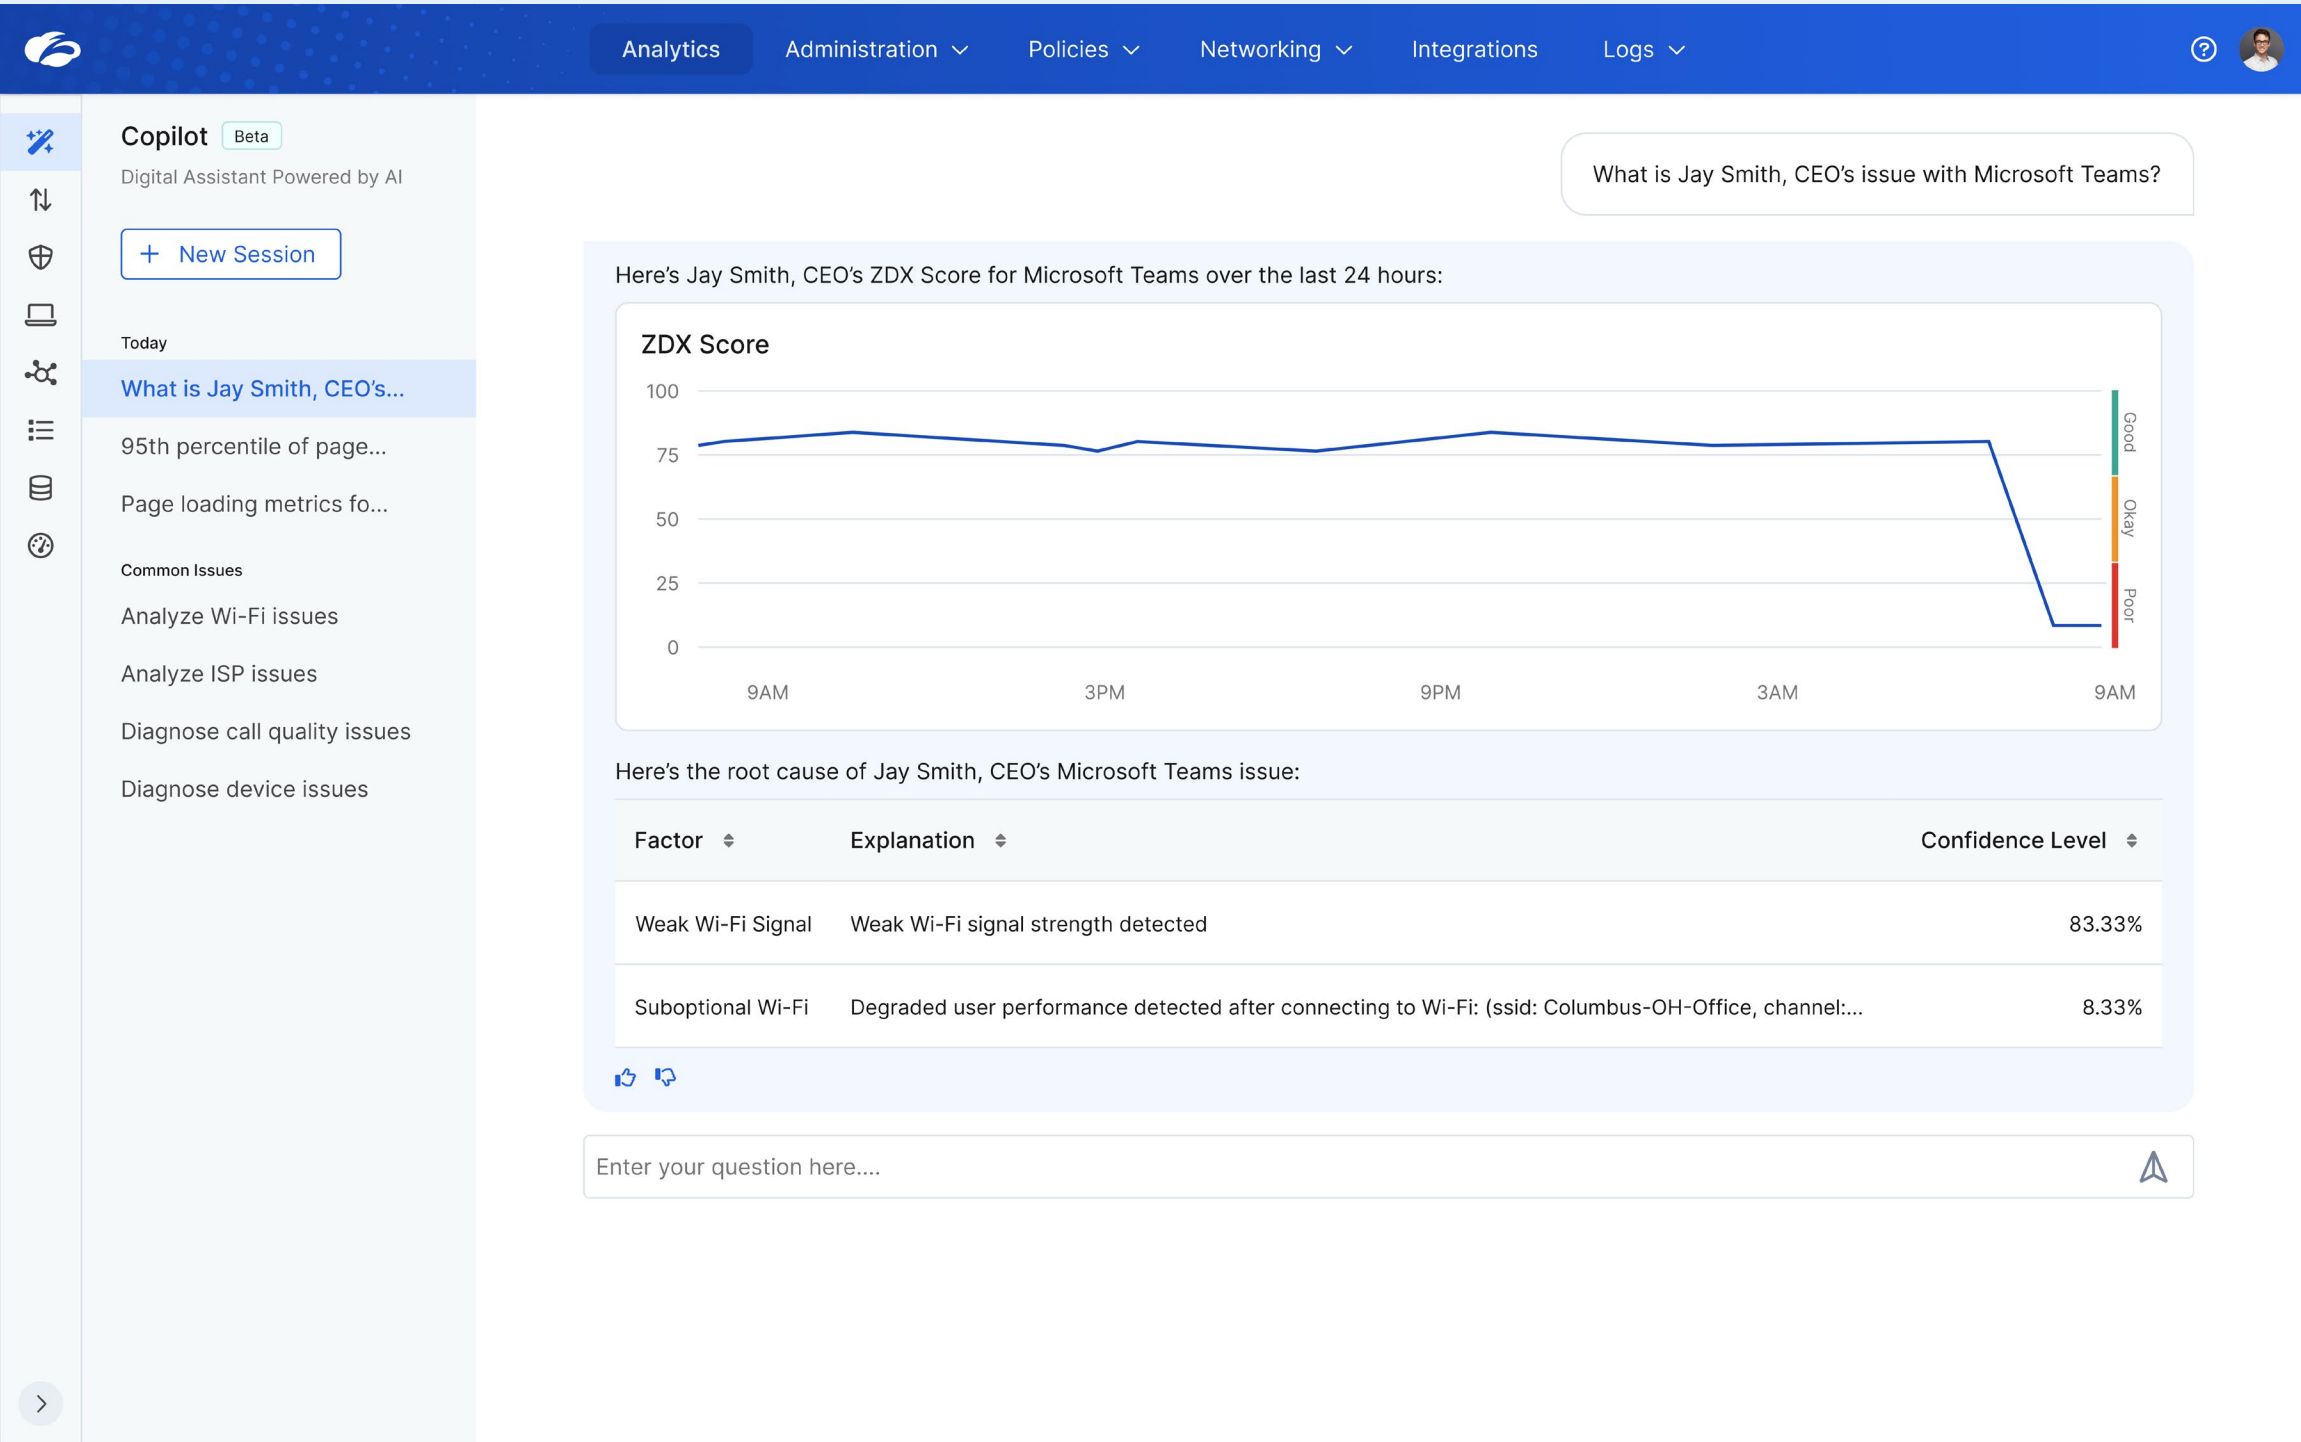 Analytics
Administration
Policies
Networking
Integrations
Logs
Copilot
Beta
Digital Assistant Powered by AI
+ New Session
Today
What is Jay Smith, CEO’s...
95th percentile of page...
Page loading metrics fo...
Common Issues
Analyze Wi-Fi issues
Analyze ISP issues
Diagnose call quality issues
Diagnose device issues
What is Jay Smith, CEO’s issue with Microsoft Teams?
Here’s Jay Smith, CEO’s ZDX Score for Microsoft Teams over the last 24 hours:
ZDX Score
100
75
50
25
0
9AM
3PM
9PM
3AM
9AM
Good
Okay
Poor
Here’s the root cause of Jay Smith, CEO’s Microsoft Teams issue:
Factor
Explanation
Confidence Level
Weak Wi-Fi Signal
Weak Wi-Fi signal strength detected
83.33%
Suboptional Wi-Fi
Degraded user performance detected after connecting to Wi-Fi: (ssid: Columbus-OH-Office, channel:...
8.33%
Enter your question here....